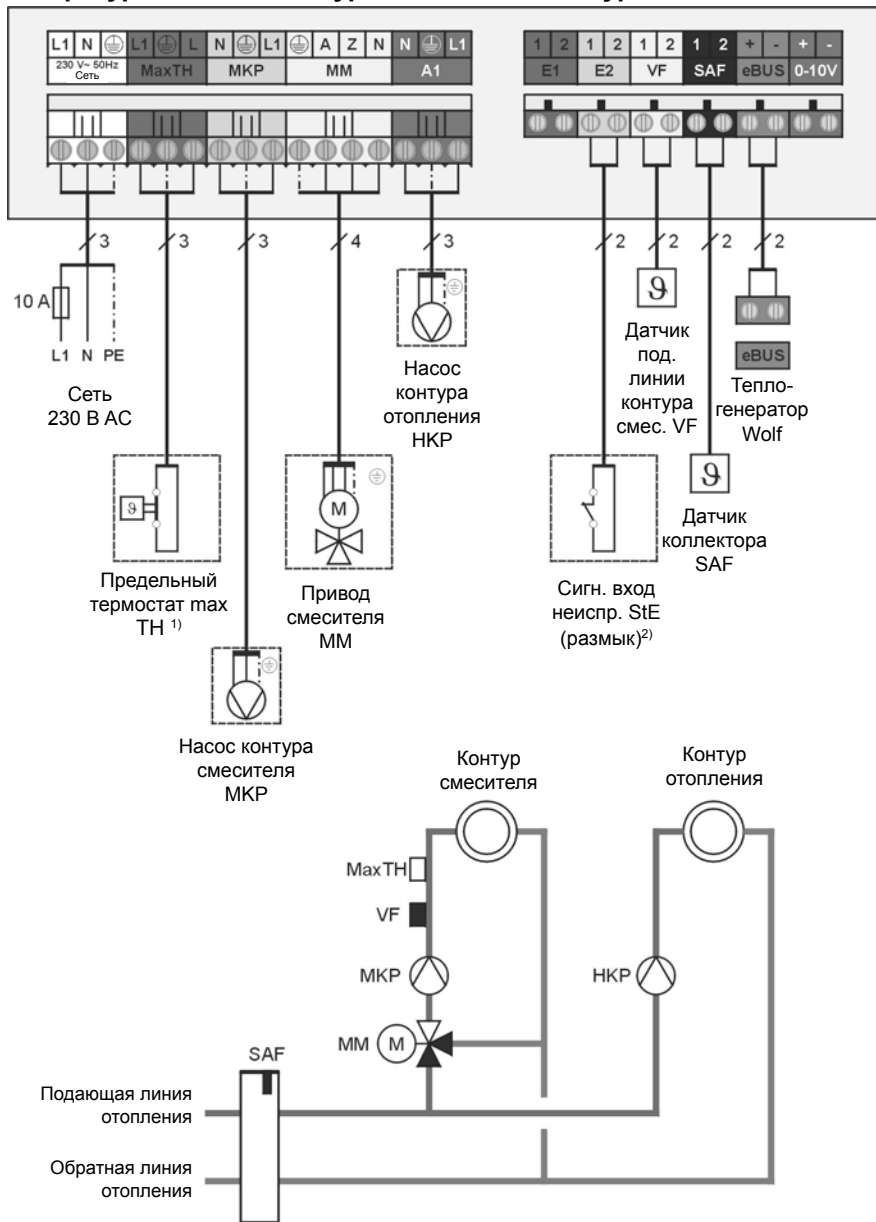 L1 N L1 L N L1 A Z N N L1
230 V~ 50Hz
Сеть
MaxTH MKP MM A1
1 2 1 2 1 2 1 2 + - + -
E1 E2 VF SAF eBUS 0-10V
3 3 3 4 3 2 2 2 2
10 A
L1 N PE
Сеть
230 В AC
Насос
контура
отопления
HKP
ϑ
Датчик
под.
линии
контура
смес. VF
eBUS
Тепло-
генератор
Wolf
ϑ
Предельный
термостат max
TH 1)
M
Привод
смесителя
MM
Сигн. вход
неиспр. StE
(размык)2)
ϑ
Датчик
коллектора
SAF
Насос контура
смесителя
MKP
Контур
смесителя
Контур
отопления
MaxTH
VF
MKP
HKP
MM M
SAF
Подающая линия
отопления
Обратная линия
отопления